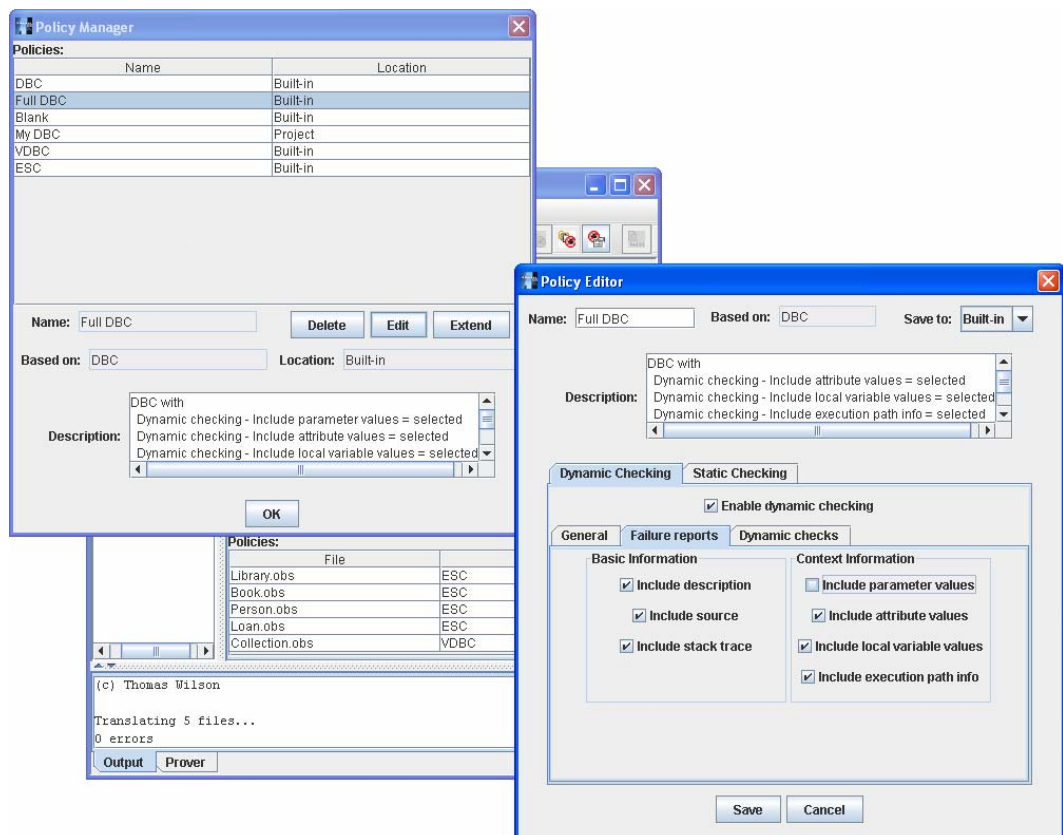 Policy Manager
Policies:
Name Location
DBC Built-in
Full DBC Built-in
Blank Built-in
My DBC Project
VDBC Built-in
ESC Built-in
Name: Full DBC Delete Edit Extend
Based on: DBC Location: Built-in
Description:
DBC with
Dynamic checking - Include parameter values = selected
Dynamic checking - Include attribute values = selected
Dynamic checking - Include local variable values = selected
OK
Policies:
File
Library.obs ESC
Book.obs ESC
Person.obs ESC
Loan.obs ESC
Collection.obs VDBC
(c) Thomas Wilson
Translating 5 files...
0 errors
Output Prover
Policy Editor
Name: Full DBC Based on: DBC Save to: Built-in
Description:
DBC with
Dynamic checking - Include attribute values = selected
Dynamic checking - Include local variable values = selected
Dynamic checking - Include execution path info = selected
Dynamic Checking Static Checking
Enable dynamic checking
General Failure reports Dynamic checks
Basic Information
Include description
Include source
Include stack trace
Context Information
Include parameter values
Include attribute values
Include local variable values
Include execution path info
Save Cancel